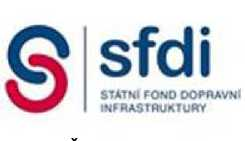 sfdi
STÁTNÍ FOND DOPRAVNÍ
INFRASTRUKTURY